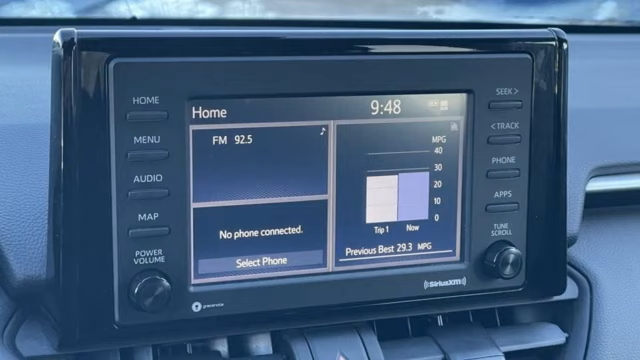 HOME
MENU
AUDIO
MAP
POWER
VOLUME
Home
9:48
FM 92.5
No phone connected.
Select Phone
MPG
40
30
20
10
0
Trip 1
Now
Previous Best 29.3 MPG
SEEK >
< TRACK
PHONE
APPS
TUNE
SCROLL
((SiriusXM))